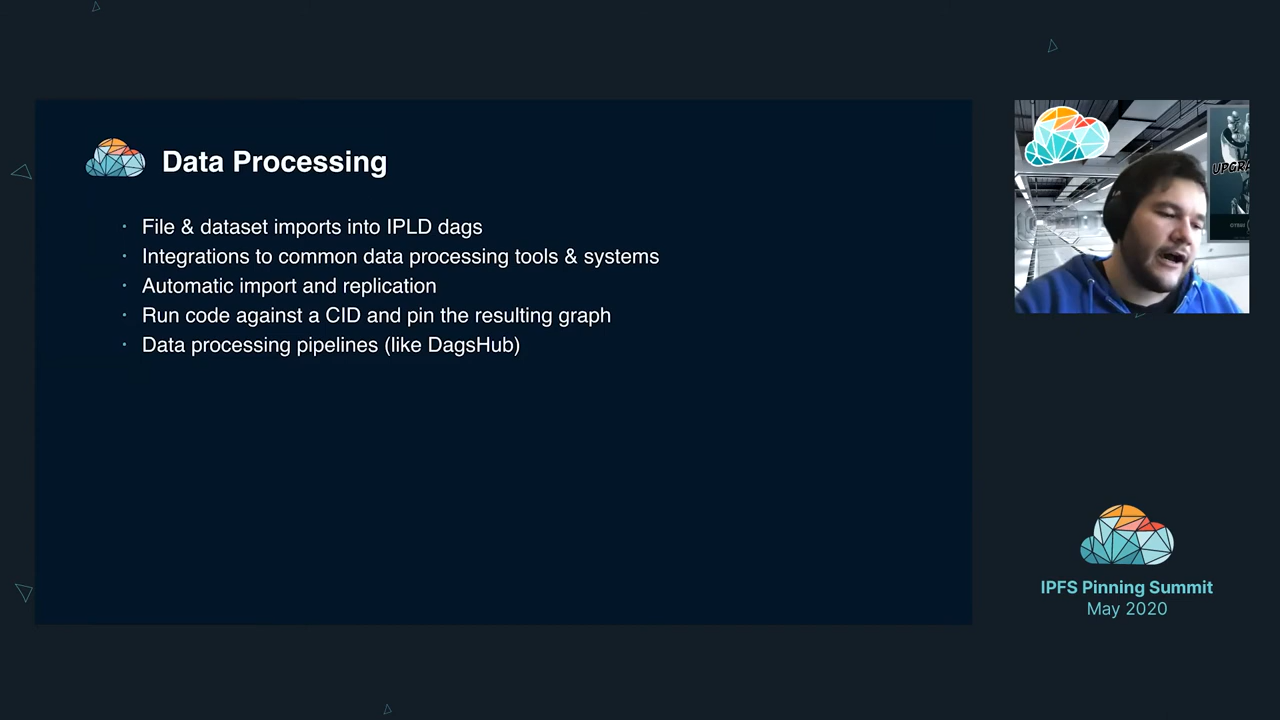 Data Processing
· File & dataset imports into IPLD dags
· Integrations to common data processing tools & systems
· Automatic import and replication
· Run code against a CID and pin the resulting graph
· Data processing pipelines (like DagsHub)
IPFS Pinning Summit
May 2020